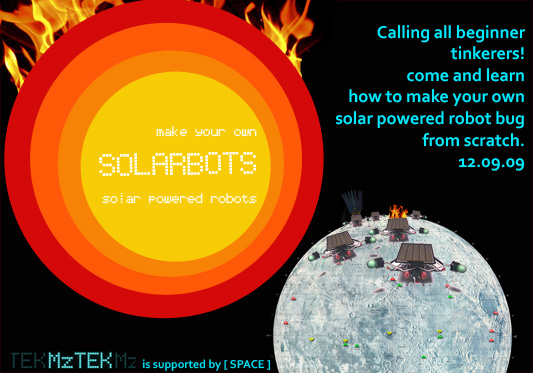 Calling all beginner
tinkerers!
come and learn
how to make your own
solar powered robot bug
from scratch.
12.09.09
make your own
SOLARBOTS
solar powered robots
TEKMzTEKMz is supported by [ SPACE ]